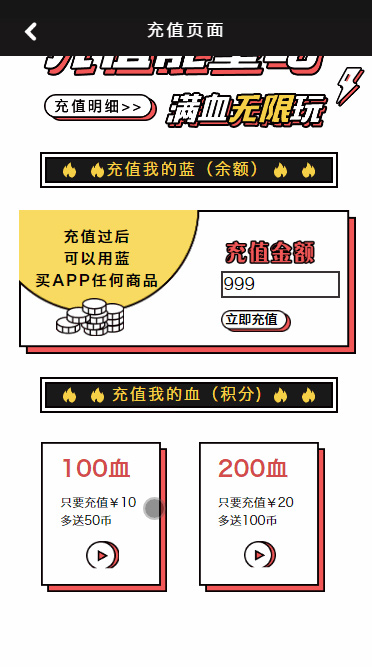 充值页面
充值能量
充值明细>>
满血无限玩
充值我的蓝（余额）
充值过后
可以用蓝
买APP任何商品
充值金额
999
立即充值
充值我的血（积分）
100血
只要充值￥10
多送50币
200血
只要充值￥20
多送100币